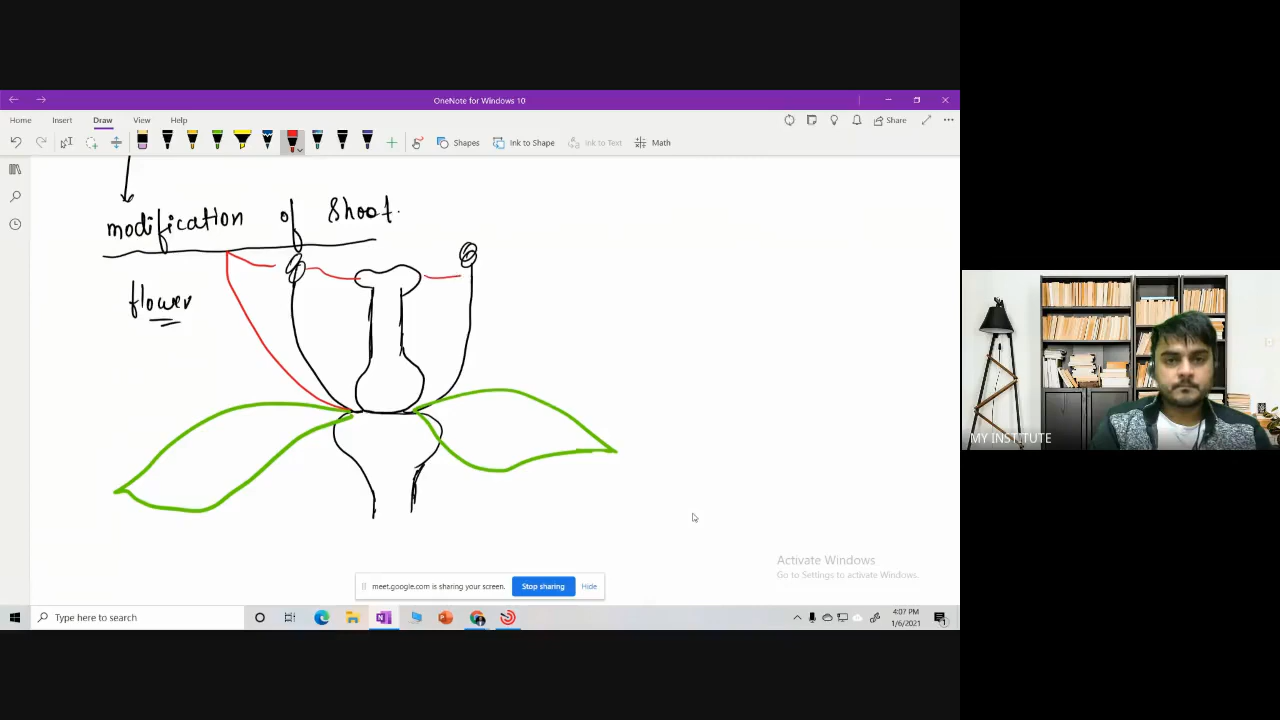 OneNote for Windows 10
Home Insert Draw View Help
Share
Shapes Ink to Shape Ink to Text Math
modification of Shoot.
flower
MY INSTITUTE
Activate Windows
Go to Settings to activate Windows.
meet.google.com is sharing your screen. Stop sharing Hide
Type here to search
4:07 PM
1/6/2021